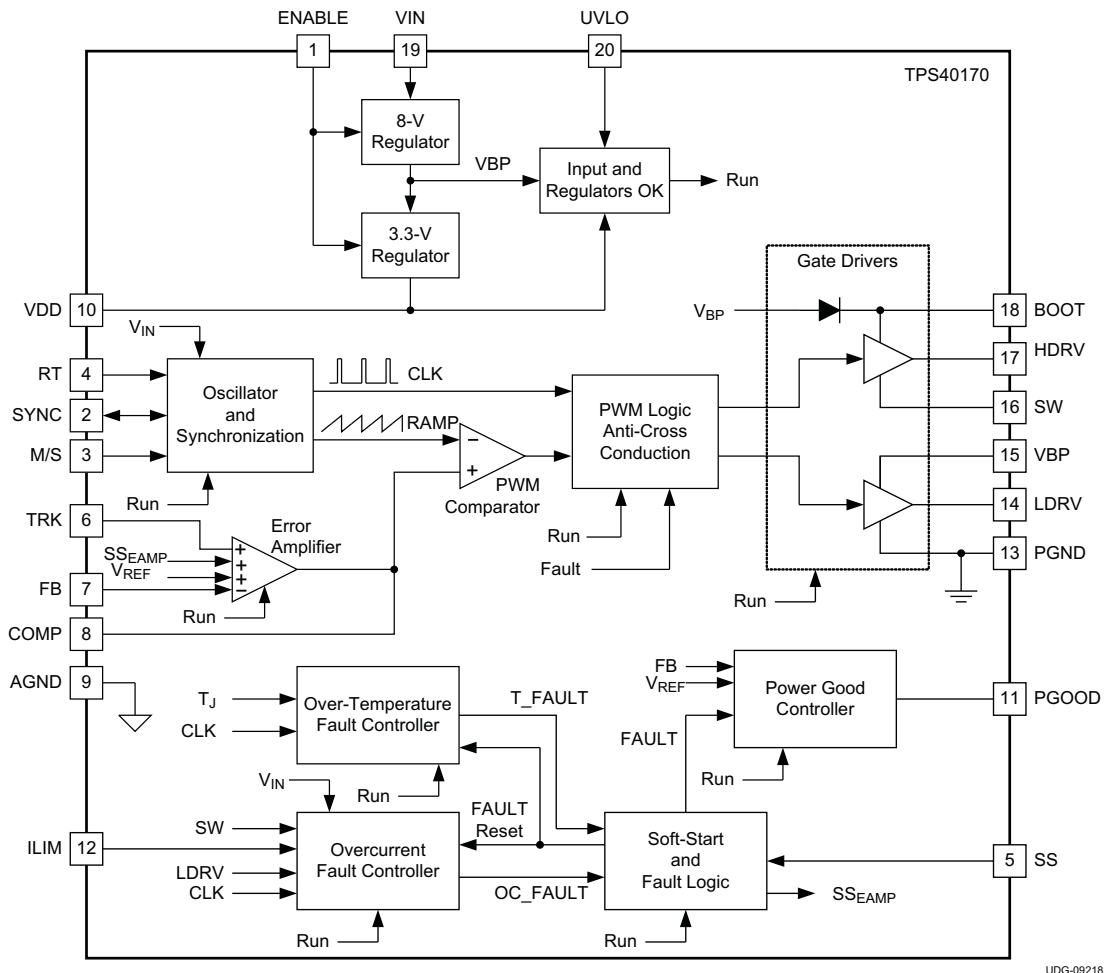 ENABLE VIN UVLO
1 19 20
TPS40170
8-V
Regulator
VBP
Input and
Regulators OK
Run
3.3-V
Regulator
Gate Drivers
VDD 10
V_BP
18 BOOT
V_IN
RT 4
17 HDRV
CLK
Oscillator
and
Synchronization
SYNC 2
RAMP
PWM Logic
Anti-Cross
Conduction
16 SW
M/S 3
−
+
PWM
Comparator
15 VBP
Run
14 LDRV
TRK 6
Error
Amplifier
Run
SS_EAMP
V_REF
+
+
+
−
Fault
13 PGND
FB 7
Run
Run
COMP 8
AGND 9
FB
V_REF
Power Good
Controller
11 PGOOD
T_J
Over-Temperature
Fault Controller
T_FAULT
CLK
FAULT
Run
V_IN
Run
FAULT
Reset
SW
ILIM 12
Overcurrent
Fault Controller
Soft-Start
and
Fault Logic
5 SS
LDRV
CLK
OC_FAULT
SS_EAMP
Run
Run
UDG-09218